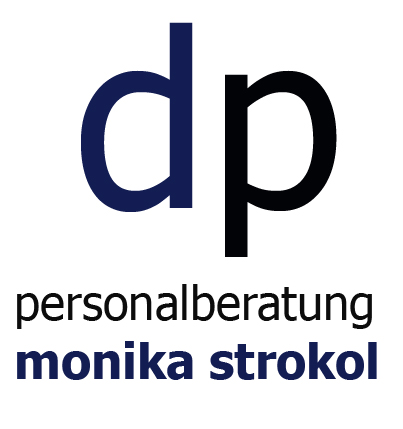 dp
personalberatung
monika strokol